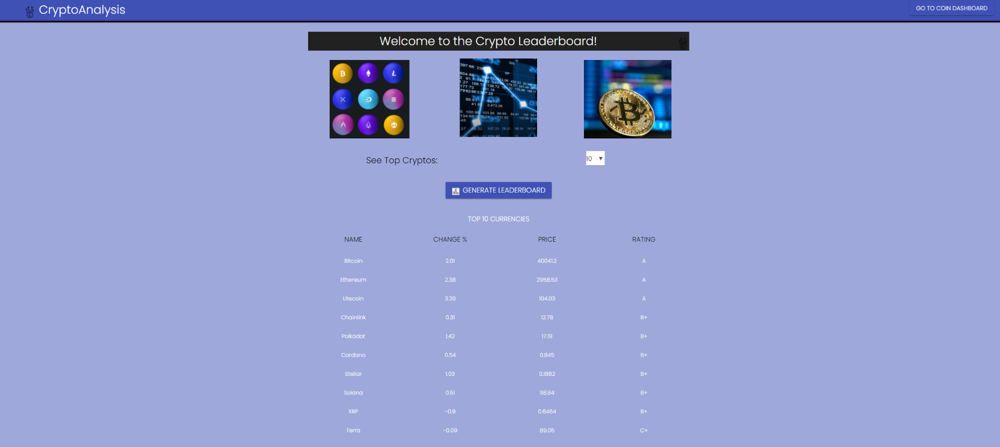 CryptoAnalysis
GO TO COIN DASHBOARD
Welcome to the Crypto Leaderboard!
See Top Cryptos:
10
GENERATE LEADERBOARD
TOP 10 CURRENCIES
NAME CHANGE % PRICE RATING
Bitcoin 2.01 40041.2 A
Ethereum 2.38 2958.53 A
Litecoin 3.39 104.03 A
Chainlink 0.31 12.78 B+
Polkadot 1.42 17.19 B+
Cardano 0.54 0.845 B+
Stellar 1.03 0.1862 B+
Solana 0.51 98.84 B+
XRP -0.9 0.6464 B+
Terra -0.09 89.05 C+